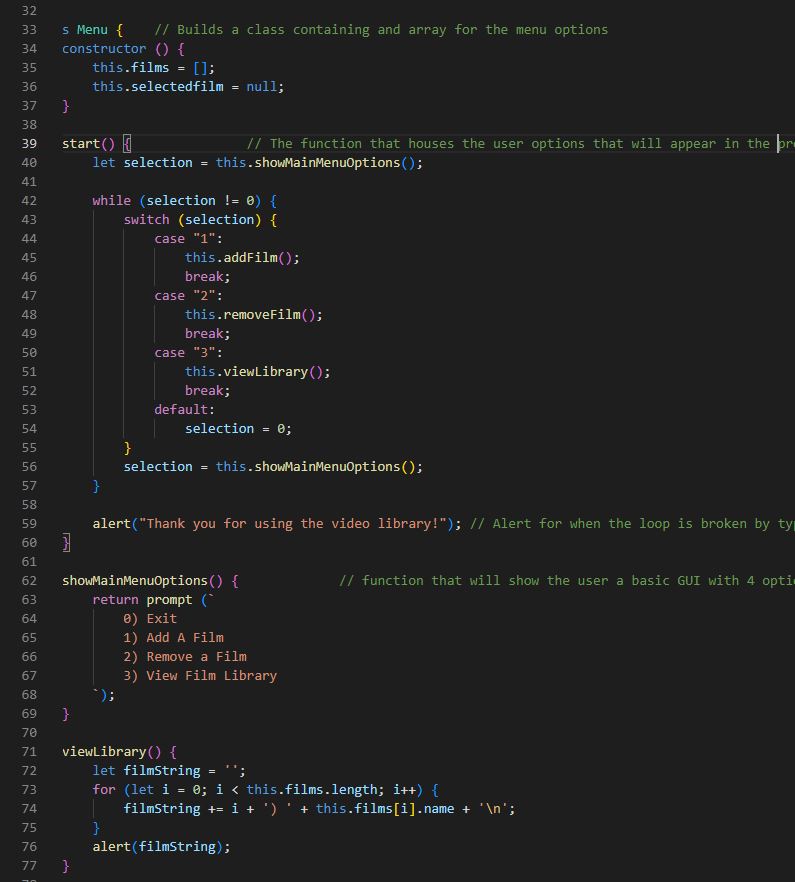 32
33 s Menu {    // Builds a class containing and array for the menu options
34 constructor () {
35     this.films = [];
36     this.selectedfilm = null;
37 }
38
39 start() {               // The function that houses the user options that will appear in the
40     let selection = this.showMainMenuOptions();
41
42     while (selection != 0) {
43         switch (selection) {
44             case "1":
45                 this.addFilm();
46                 break;
47             case "2":
48                 this.removeFilm();
49                 break;
50             case "3":
51                 this.viewLibrary();
52                 break;
53             default:
54                 selection = 0;
55         }
56         selection = this.showMainMenuOptions();
57     }
58
59     alert("Thank you for using the video library!"); // Alert for when the loop is broken by
60 }
61
62 showMainMenuOptions() {             // function that will show the user a basic GUI with 4
63     return prompt (`
64         0) Exit
65         1) Add A Film
66         2) Remove a Film
67         3) View Film Library
68     `);
69 }
70
71 viewLibrary() {
72     let filmString = '';
73     for (let i = 0; i < this.films.length; i++) {
74         filmString += i + ') ' + this.films[i].name + '\n';
75     }
76     alert(filmString);
77 }